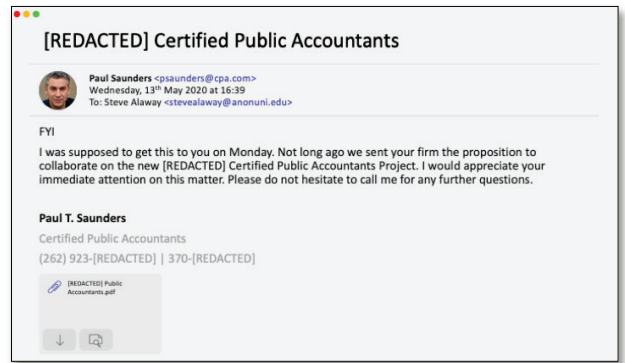 [REDACTED] Certified Public Accountants
Paul Saunders <psaunders@cpa.com>
Wednesday, 13th May 2020 at 16:39
To: Steve Alaway <stevealaway@anonuni.edu>
FYI
I was supposed to get this to you on Monday. Not long ago we sent your firm the proposition to
collaborate on the new [REDACTED] Certified Public Accountants Project. I would appreciate your
immediate attention on this matter. Please do not hesitate to call me for any further questions.
Paul T. Saunders
Certified Public Accountants
(262) 923-[REDACTED] | 370-[REDACTED]
[REDACTED] Public
Accountants.pdf